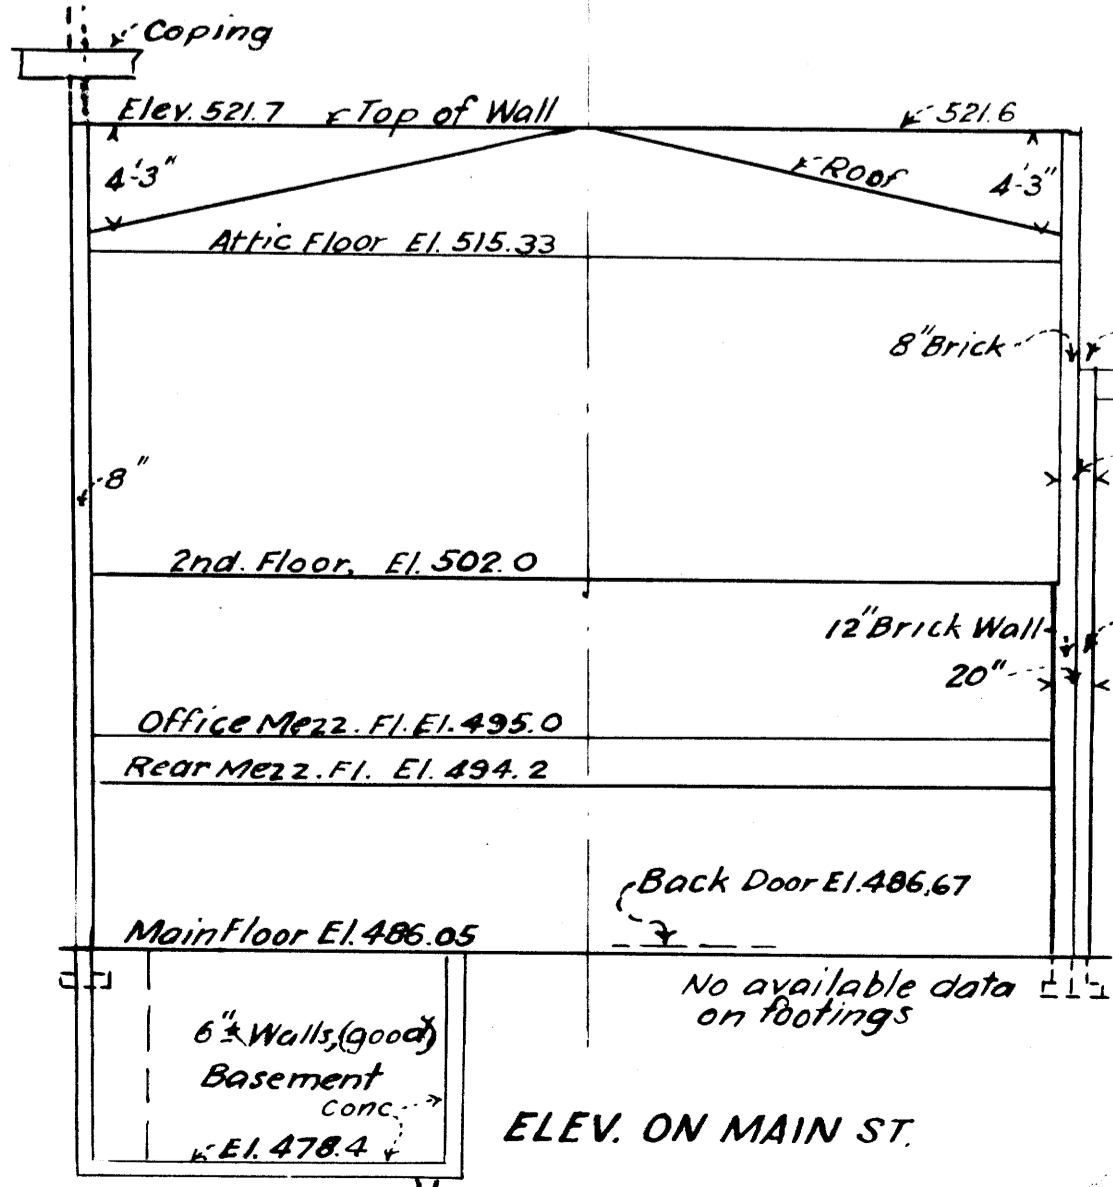 Coping
Elev. 521.7 Top of Wall 521.6
4'-3" Roof 4'-3"
Attic Floor El. 515.33
8" Brick
8"
2nd. Floor, El. 502.0
12" Brick Wall
20"
Office Mezz. Fl. El. 495.0
Rear Mezz. Fl. El. 494.2
Back Door El. 486.67
Main Floor El. 486.05
No available data
on footings
6"± Walls, (good)
Basement
Conc.
El. 478.4
ELEV. ON MAIN ST.